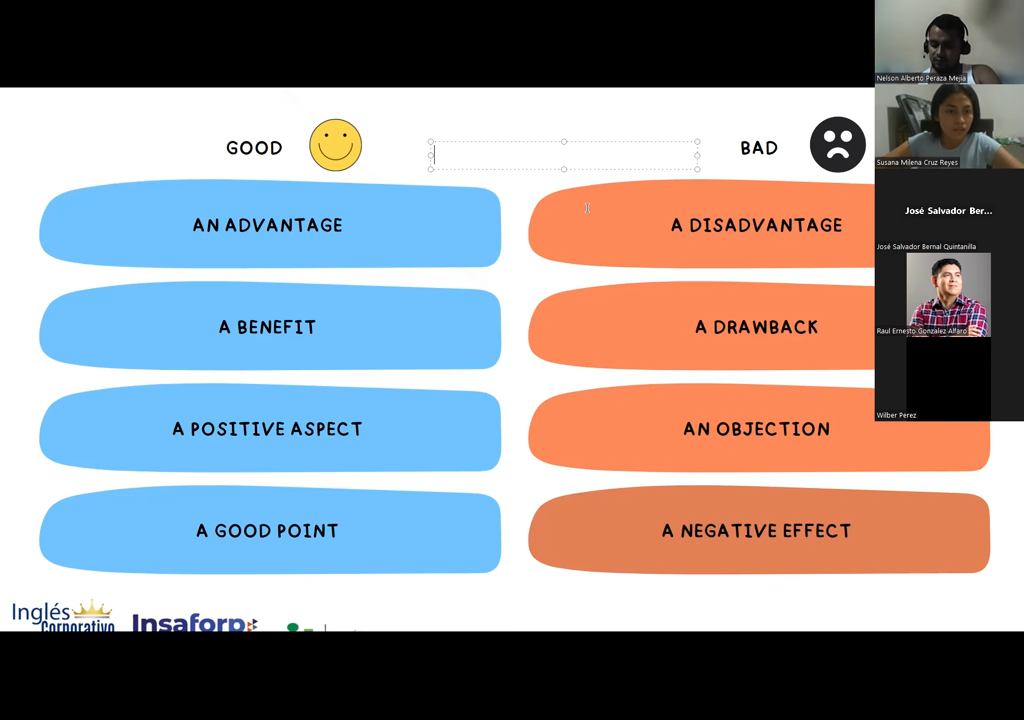 GOOD
BAD
AN ADVANTAGE
A DISADVANTAGE
A BENEFIT
A DRAWBACK
A POSITIVE ASPECT
AN OBJECTION
A GOOD POINT
A NEGATIVE EFFECT
Inglés
Corporativo
Insaforp
Nelson Alberto Peraza Mejia
Susana Milena Cruz Reyes
José Salvador Ber...
José Salvador Bernal Quintanilla
Raul Ernesto Gonzalez Alfaro
Wilber Perez